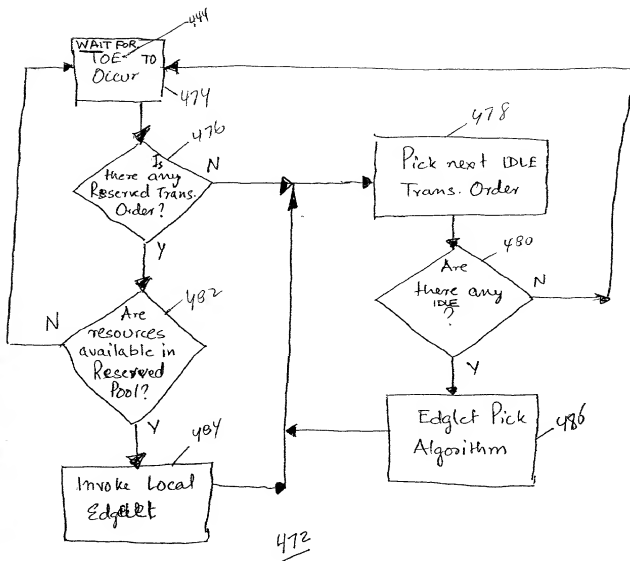 444
WAIT FOR
TOE TO
Occur
474
476
Is
there any
Reserved Trans.
Order?
N
Y
478
Pick next IDLE
Trans. Order
480
Are
there any
IDLE
?
N
Y
482
Are
resources
available in
Reserved
Pool?
N
Y
484
Invoke Local
Edglet
Edglet Pick
Algorithm
486
472